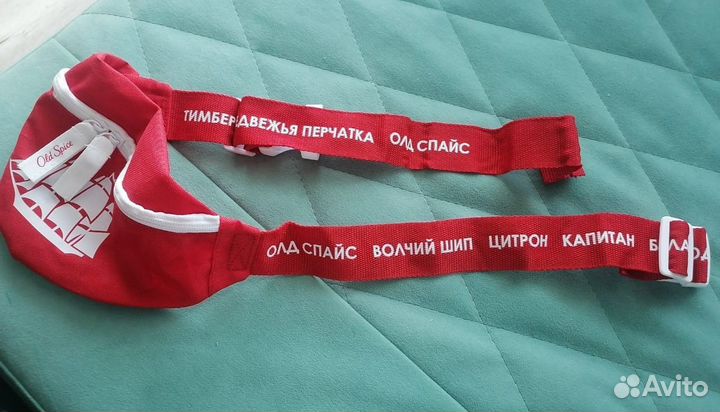 Old Spice
ТИМБЕР ДВЕЖЬЯ ПЕРЧАТКА ОЛД СПАЙС
ОЛД СПАЙС ВОЛЧИЙ ШИП ЦИТРОН КАПИТАН
Avito